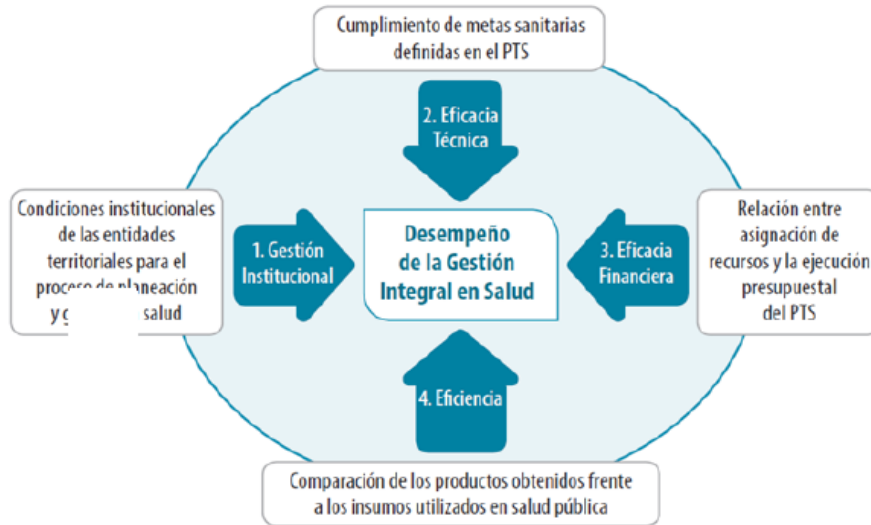 Cumplimiento de metas sanitarias
definidas en el PTS
2. Eficacia
Técnica
Condiciones institucionales
de las entidades
territoriales para el
proceso de planeación
y salud
1. Gestión
Institucional
Desempeño
de la Gestión
Integral en Salud
3. Eficacia
Financiera
Relación entre
asignación de
recursos y la ejecución
presupuestal
del PTS
4. Eficiencia
Comparación de los productos obtenidos frente
a los insumos utilizados en salud pública